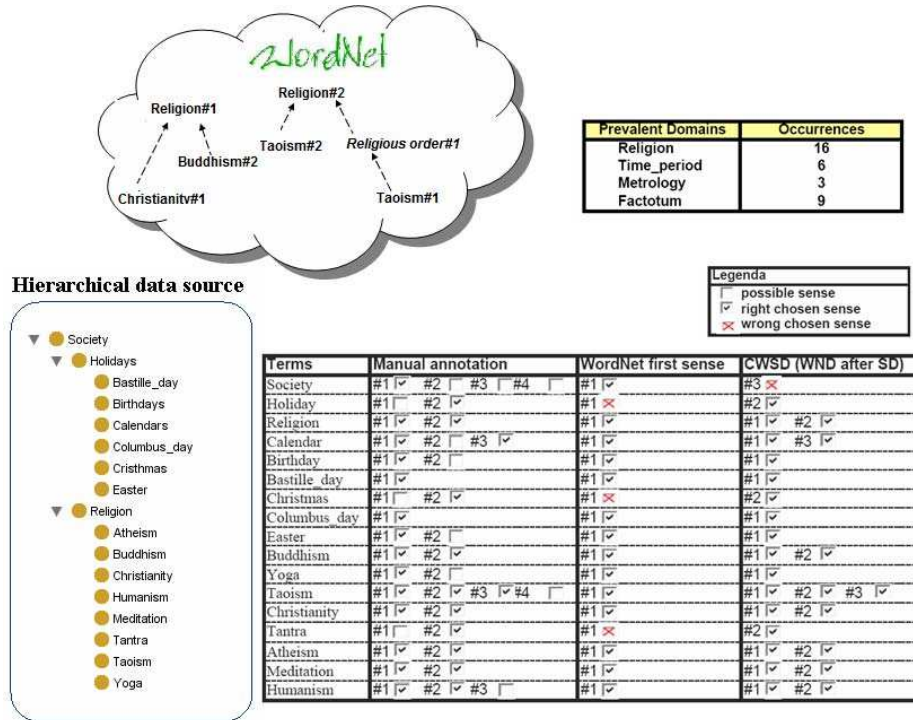 WordNet
Religion#2
Religion#1
Taoism#2
Religious order#1
Buddhism#2
Christianity#1
Taoism#1
Prevalent Domains Occurrences
Religion 16
Time_period 6
Metrology 3
Factotum 9
Hierarchical data source
Legenda
possible sense
right chosen sense
wrong chosen sense
Society
Holidays
Bastille_day
Birthdays
Calendars
Columbus_day
Cristhmas
Easter
Religion
Atheism
Buddhism
Christianity
Humanism
Meditation
Tantra
Taoism
Yoga
Terms Manual annotation WordNet first sense CWSD (WND after SD)
Society #1 #2 #3 #4 #1 #3
Holiday #1 #2 #1 #2
Religion #1 #2 #1 #1 #2
Calendar #1 #2 #3 #1 #1 #3
Birthday #1 #2 #1 #1
Bastille_day #1 #1 #1
Christmas #1 #2 #1 #2
Columbus_day #1 #1 #1
Easter #1 #2 #1 #1
Buddhism #1 #2 #1 #1 #2
Yoga #1 #2 #1 #1
Taoism #1 #2 #3 #4 #1 #1 #2 #3
Christianity #1 #2 #1 #1 #2
Tantra #1 #2 #1 #2
Atheism #1 #2 #1 #1 #2
Meditation #1 #2 #1 #1 #2
Humanism #1 #2 #3 #1 #1 #2